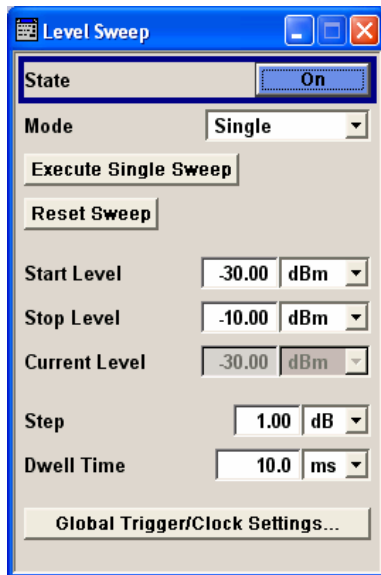 Level Sweep
State On
Mode Single
Execute Single Sweep
Reset Sweep
Start Level -30.00 dBm
Stop Level -10.00 dBm
Current Level -30.00 dBm
Step 1.00 dB
Dwell Time 10.0 ms
Global Trigger/Clock Settings...